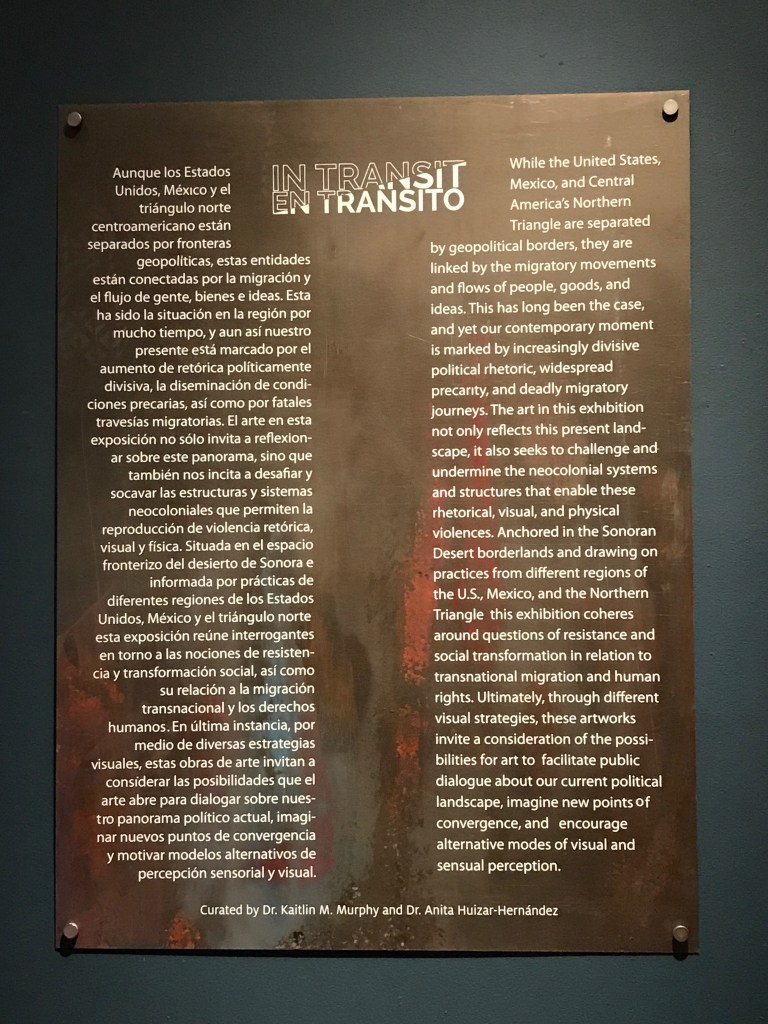 IN TRANSIT
EN TRÁNSITO
Aunque los Estados
Unidos, México y el
triángulo norte
centroamericano están
separados por fronteras
geopolíticas, estas entidades
están conectadas por la migración y
el flujo de gente, bienes e ideas. Esta
ha sido la situación en la región por
mucho tiempo, y aun así nuestro
presente está marcado por el
aumento de retórica políticamente
divisiva, la diseminación de condi-
ciones precarias, así como por fatales
travesías migratorias. El arte en esta
exposición no sólo invita a reflexion-
ar sobre este panorama, sino que
también nos incita a desafiar y
socavar las estructuras y sistemas
neocoloniales que permiten la
reproducción de violencia retórica,
visual y física. Situada en el espacio
fronterizo del desierto de Sonora e
informada por prácticas de
diferentes regiones de los Estados
Unidos, México y el triángulo norte
esta exposición reúne interrogantes
en torno a las nociones de resisten-
cia y transformación social, así como
su relación a la migración
transnacional y los derechos
humanos. En última instancia, por
medio de diversas estrategias
visuales, estas obras de arte invitan a
considerar las posibilidades que el
arte abre para dialogar sobre nues-
tro panorama político actual, imagi-
nar nuevos puntos de convergencia
y motivar modelos alternativos de
percepción sensorial y visual.
While the United States,
Mexico, and Central
America's Northern
Triangle are separated
by geopolitical borders, they are
linked by the migratory movements
and flows of people, goods, and
ideas. This has long been the case,
and yet our contemporary moment
is marked by increasingly divisive
political rhetoric, widespread
precarity, and deadly migratory
journeys. The art in this exhibition
not only reflects this present land-
scape, it also seeks to challenge and
undermine the neocolonial systems
and structures that enable these
rhetorical, visual, and physical
violences. Anchored in the Sonoran
Desert borderlands and drawing on
practices from different regions of
the U.S., Mexico, and the Northern
Triangle this exhibition coheres
around questions of resistance and
social transformation in relation to
transnational migration and human
rights. Ultimately, through different
visual strategies, these artworks
invite a consideration of the possi-
bilities for art to facilitate public
dialogue about our current political
landscape, imagine new points of
convergence, and encourage
alternative modes of visual and
sensual perception.
Curated by Dr. Kaitlin M. Murphy and Dr. Anita Huizar-Hernández